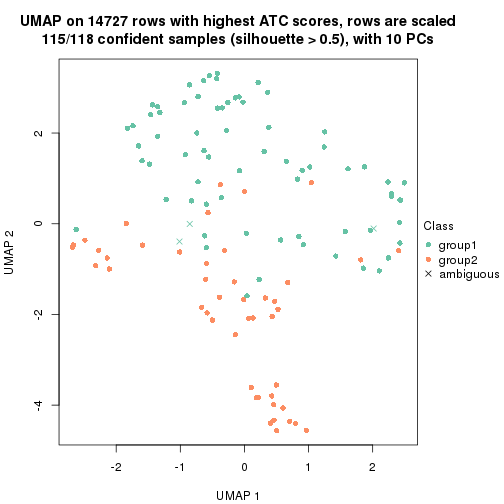 UMAP on 14727 rows with highest ATC scores, rows are scaled
115/118 confident samples (silhouette > 0.5), with 10 PCs
2
0
-2
-4
UMAP 2
-2
-1
0
1
2
UMAP 1
Class
group1
group2
ambiguous